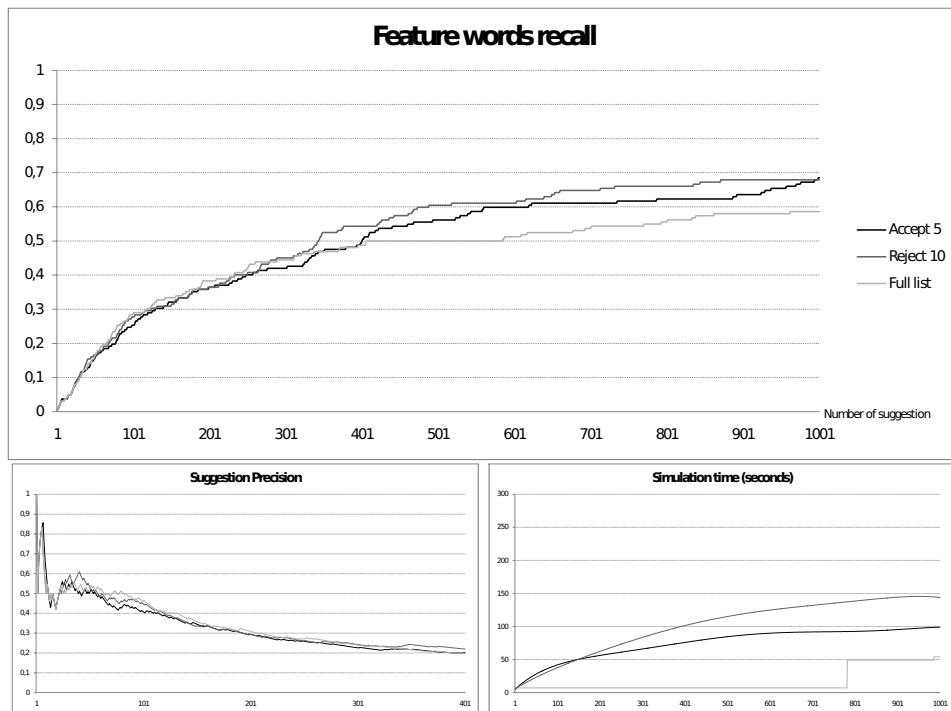 Feature words recall
1
0,9
0,8
0,7
0,6
0,5
0,4
0,3
0,2
0,1
0
1 101 201 301 401 501 601 701 801 901 1001
Number of suggestion
Accept 5
Reject 10
Full list
Suggestion Precision
1
0,9
0,8
0,7
0,6
0,5
0,4
0,3
0,2
0,1
0
1 101 201 301 401
Simulation time (seconds)
300
250
200
150
100
50
0
1 101 201 301 401 501 601 701 801 901 1001